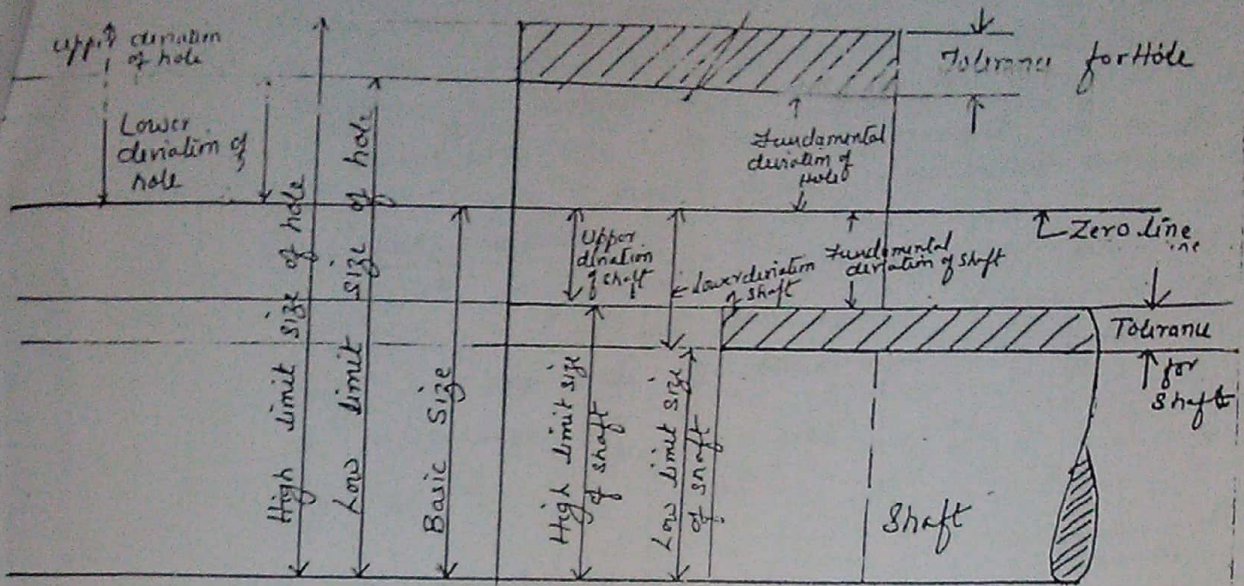 Upper deviation
of hole
Lower
deviation of
hole
High limit size of hole
Low limit size of hole
Basic Size
Tolerance for Hole
Fundamental
deviation of
Hole
Zero line
ine
Upper
diviation
of shaft
Lower deviation
of shaft
Fundamental
deviation of shaft
High limit size
of shaft
Low limit size
of shaft
Tolerance
for
shaft
Shaft